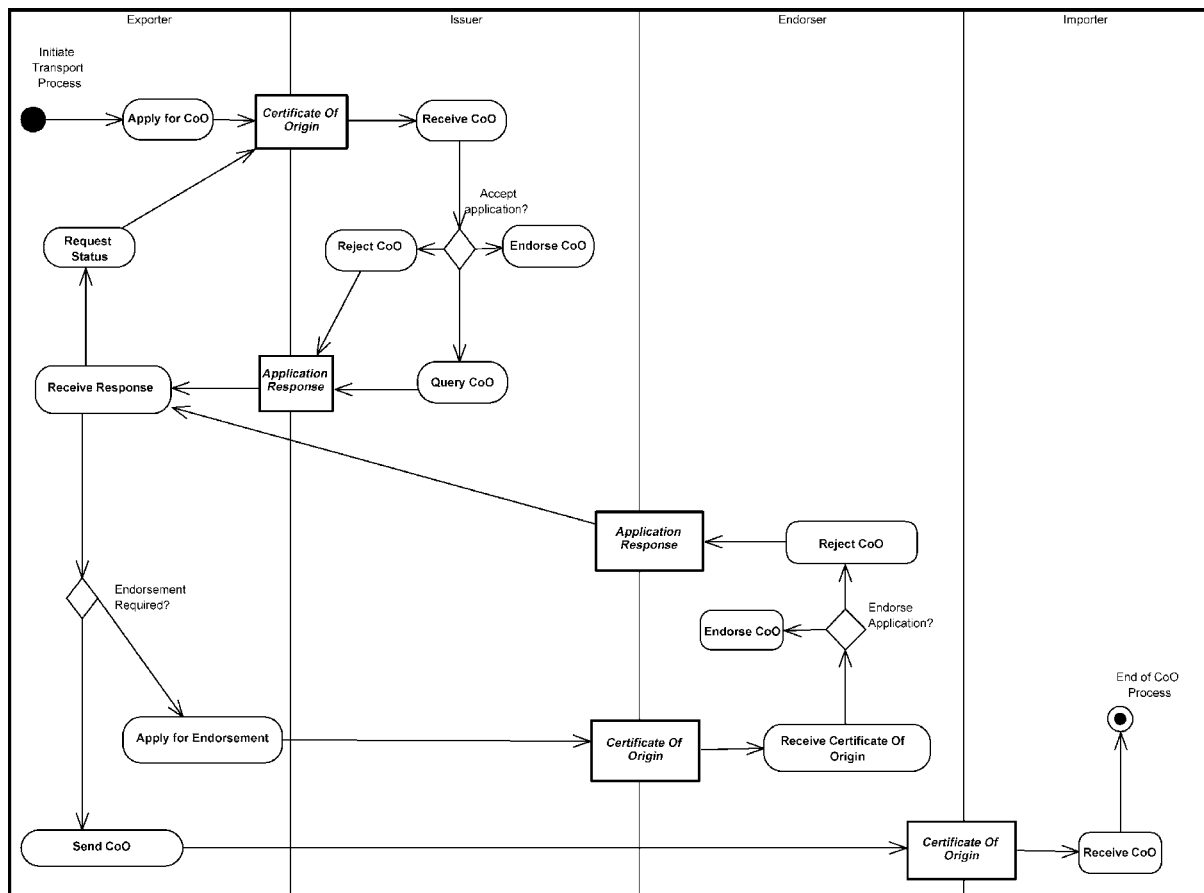 Exporter
Issuer
Endorser
Importer
Initiate
Transport
Process
Apply for CoO
Certificate Of
Origin
Receive CoO
Accept
application?
Request
Status
Reject CoO
Endorse CoO
Receive Response
Application
Response
Query CoO
Application
Response
Reject CoO
Endorsement
Required?
Endorse CoO
Endorse
Application?
End of CoO
Process
Apply for Endorsement
Certificate Of
Origin
Receive Certificate Of
Origin
Send CoO
Certificate Of
Origin
Receive CoO